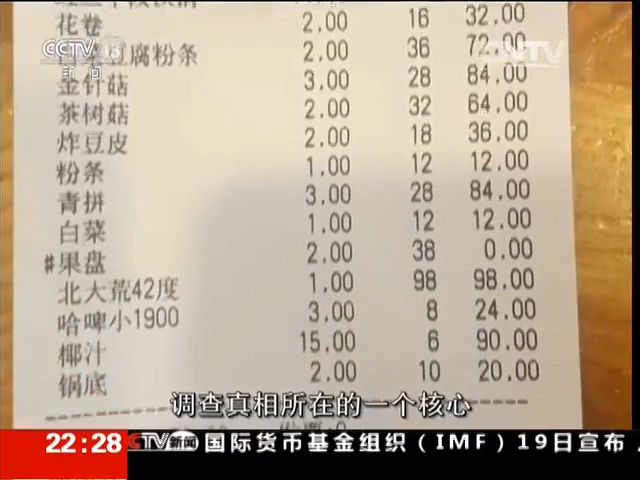 花卷 2.00 16 32.00
豆腐粉条 2.00 36 72.00
金针菇 3.00 28 84.00
茶树菇 2.00 32 64.00
炸豆皮 2.00 18 36.00
粉条 1.00 12 12.00
青拼 3.00 28 84.00
白菜 1.00 12 12.00
#果盘 2.00 38 0.00
北大荒42度 1.00 98 98.00
哈啤小1900 3.00 8 24.00
椰汁 15.00 6 90.00
锅底 2.00 10 20.00
CCTV 13
新闻
CNTV
调查真相所在的一个核心
22:28 CCTV新闻 国际货币基金组织（IMF）19日宣布